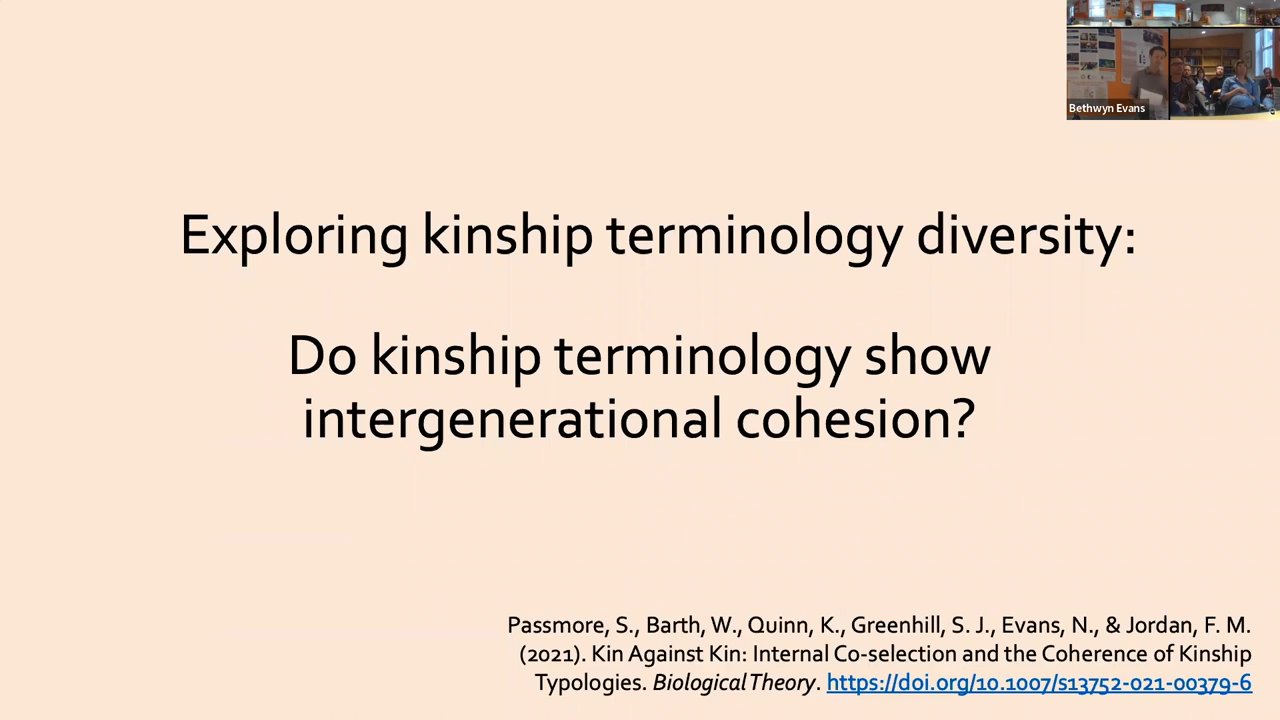 Bethwyn Evans
Exploring kinship terminology diversity:
Do kinship terminology show
intergenerational cohesion?
Passmore, S., Barth, W., Quinn, K., Greenhill, S. J., Evans, N., & Jordan, F. M.
(2021). Kin Against Kin: Internal Co-selection and the Coherence of Kinship
Typologies. Biological Theory. https://doi.org/10.1007/s13752-021-00379-6